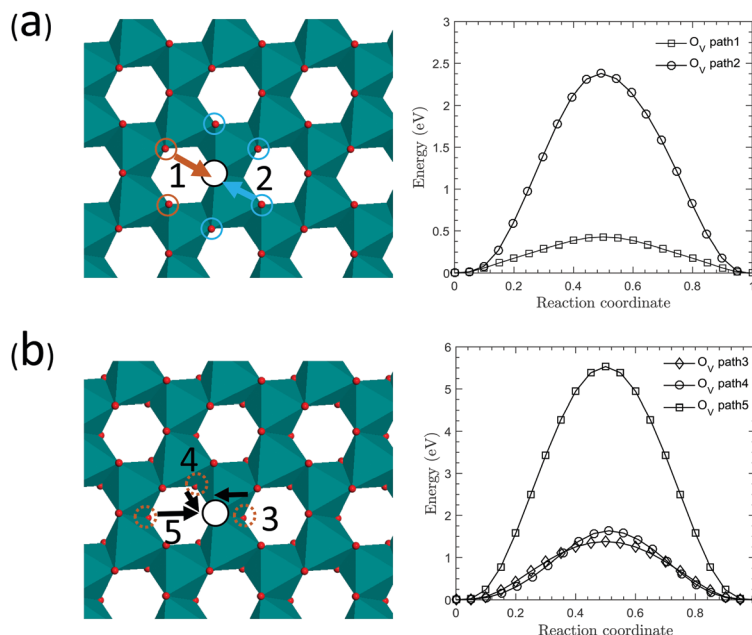 (a)
1
2
O_V path1
O_V path2
Energy (eV)
3
2.5
2
1.5
1
0.5
0
0 0.2 0.4 0.6 0.8 1
Reaction coordinate
(b)
4
5
3
O_V path3
O_V path4
O_V path5
Energy (eV)
6
5
4
3
2
1
0
0 0.2 0.4 0.6 0.8 1
Reaction coordinate